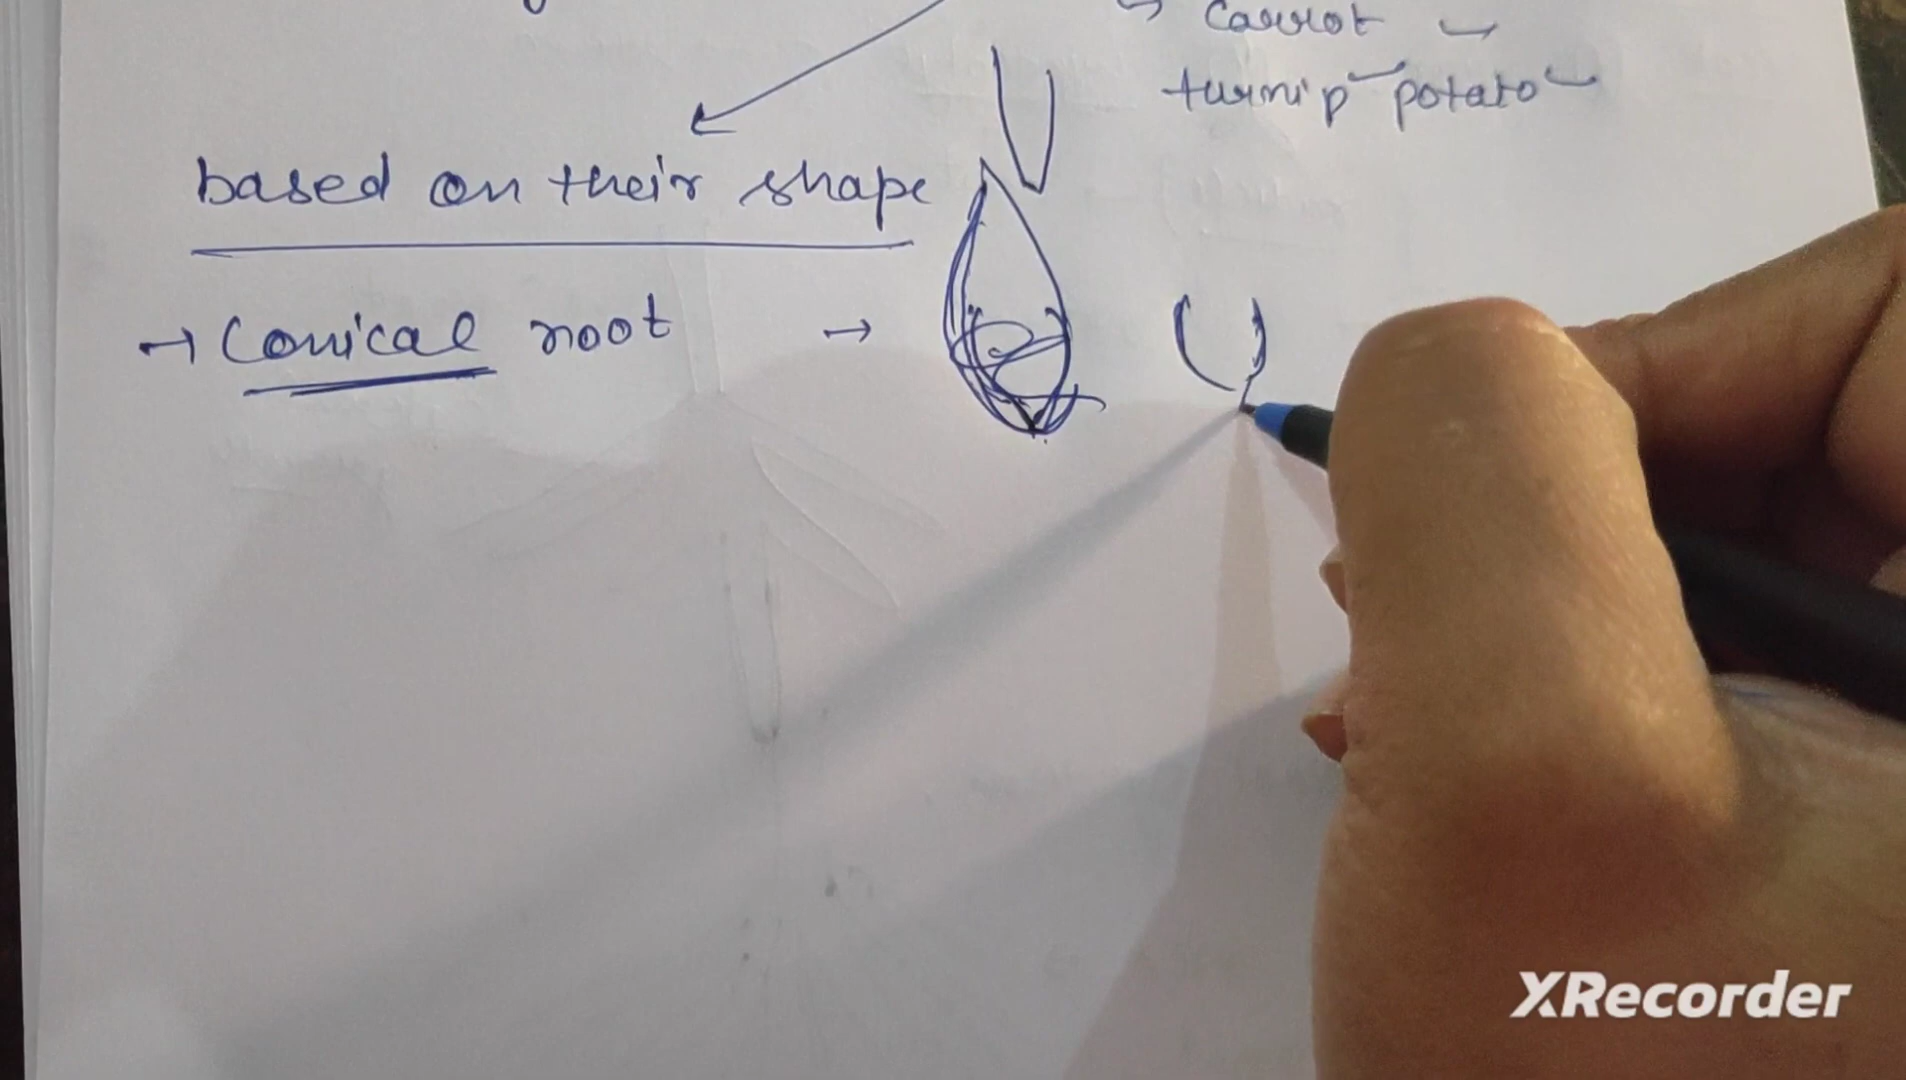 Carrot
turnip potato
based on their shape
→ Conical root →
XRecorder